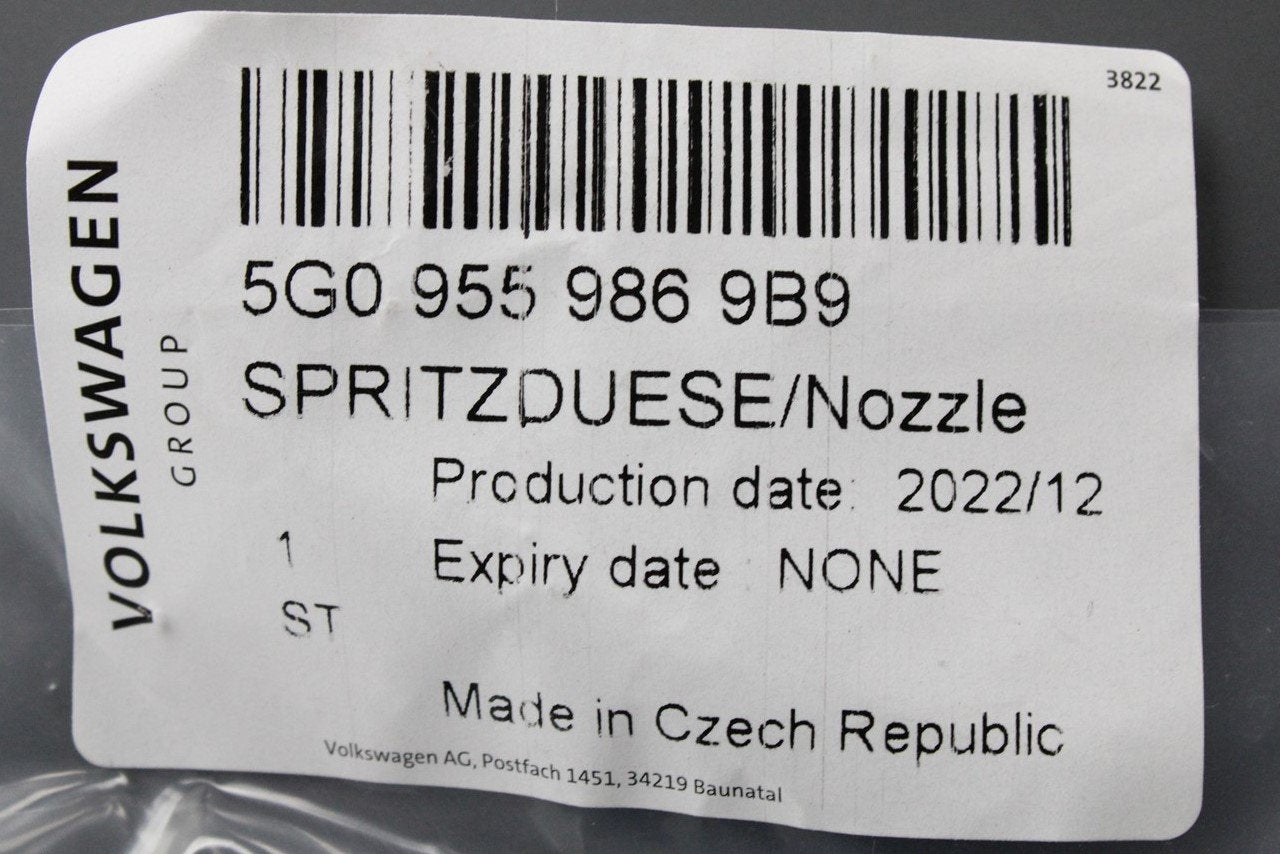 3822
VOLKSWAGEN
GROUP
5G0 955 986 9B9
SPRITZDUESE/Nozzle
Production date: 2022/12
1 Expiry date : NONE
ST
Made in Czech Republic
Volkswagen AG, Postfach 1451, 34219 Baunatal